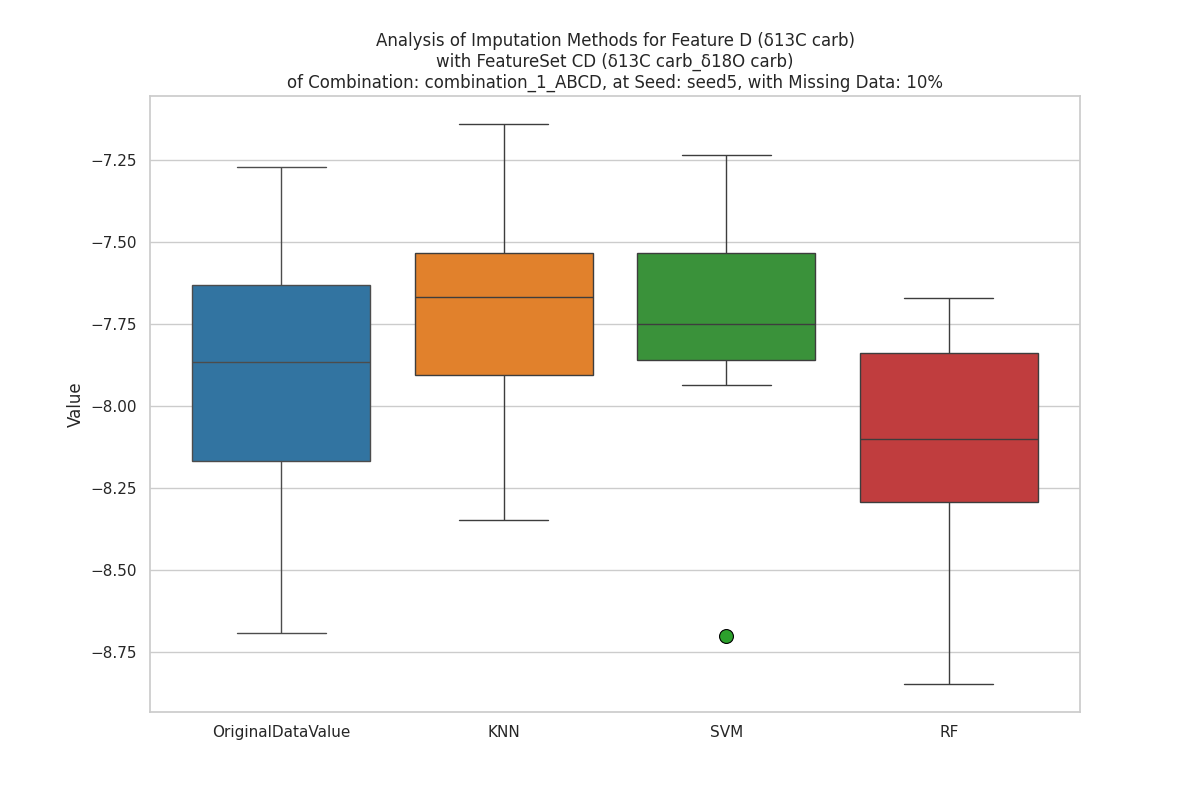 Analysis of Imputation Methods for Feature D (δ13C carb)
with FeatureSet CD (δ13C carb_δ18O carb)
of Combination: combination_1_ABCD, at Seed: seed5, with Missing Data: 10%
Value
−7.25
−7.50
−7.75
−8.00
−8.25
−8.50
−8.75
OriginalDataValue KNN SVM RF